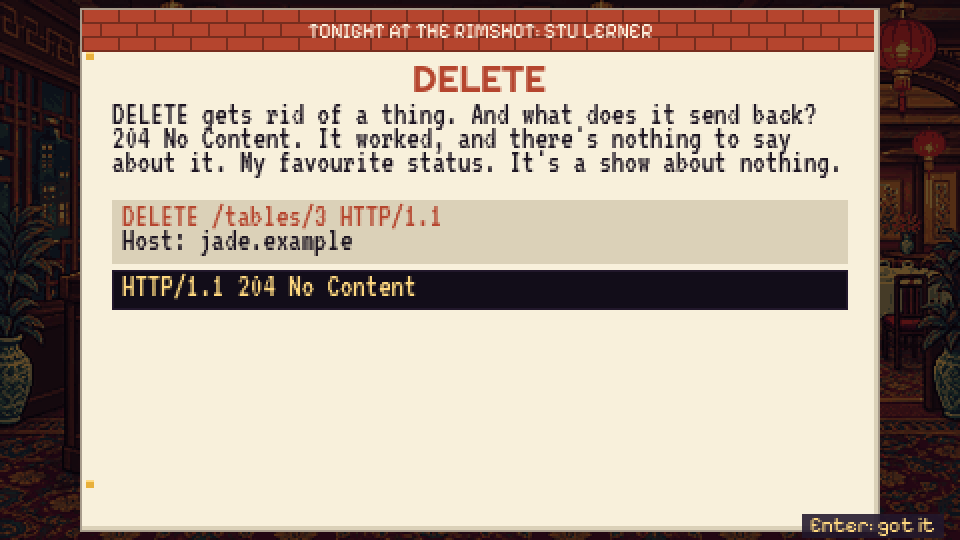 TONIGHT AT THE RIMSHOT: STU LERNER
DELETE
DELETE gets rid of a thing. And what does it send back?
204 No Content. It worked, and there's nothing to say
about it. My favourite status. It's a show about nothing.
DELETE /tables/3 HTTP/1.1
Host: jade.example
HTTP/1.1 204 No Content
Enter: got it